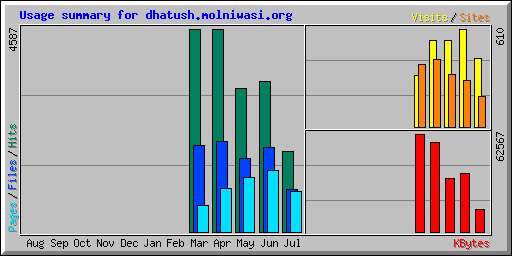 Usage summary for dhatush.molniwasi.org
Visits/Sites
4587
610
62567
Pages/Files/Hits
Aug Sep Oct Nov Dec Jan Feb Mar Apr May Jun Jul
KBytes